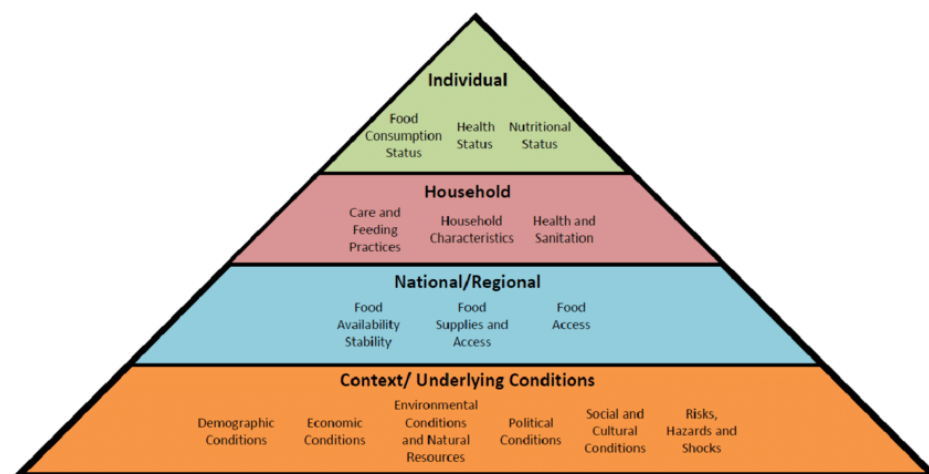 Individual
Food
Consumption
Status
Health
Status
Nutritional
Status
Household
Care and
Feeding
Practices
Household
Characteristics
Health and
Sanitation
National/Regional
Food
Availability
Stability
Food
Supplies and
Access
Food
Access
Context/ Underlying Conditions
Demographic
Conditions
Economic
Conditions
Environmental
Conditions
and Natural
Resources
Political
Conditions
Social and
Cultural
Conditions
Risks,
Hazards and
Shocks